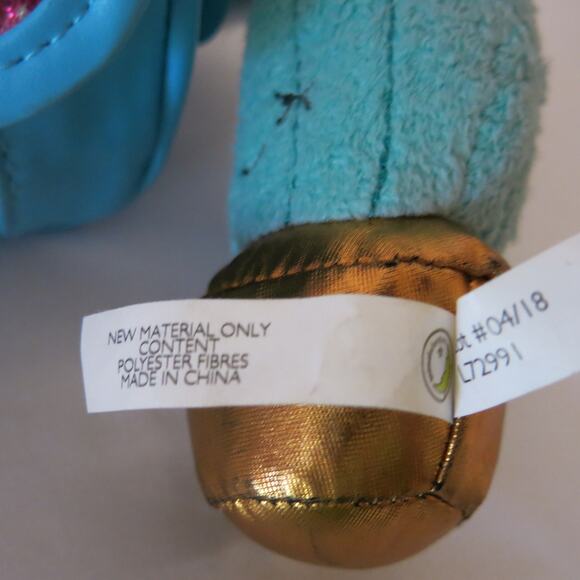 NEW MATERIAL ONLY
CONTENT
POLYESTER FIBRES
MADE IN CHINA
#04/18
L72991